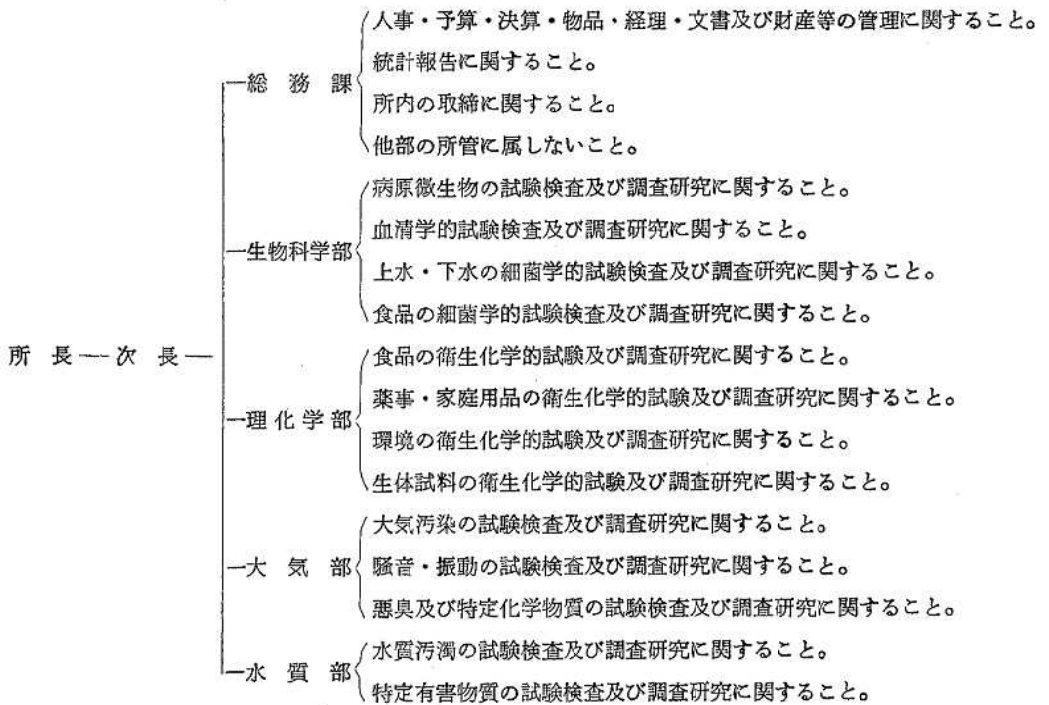 所長―次長
総務課
人事・予算・決算・物品・経理・文書及び財産等の管理に関すること。
統計報告に関すること。
所内の取締に関すること。
他部の所管に属しないこと。
生物科学部
病原微生物の試験検査及び調査研究に関すること。
血清学的試験検査及び調査研究に関すること。
上水・下水の細菌学的試験検査及び調査研究に関すること。
食品の細菌学的試験検査及び調査研究に関すること。
理化学部
食品の衛生化学的試験及び調査研究に関すること。
薬事・家庭用品の衛生化学的試験及び調査研究に関すること。
環境の衛生化学的試験及び調査研究に関すること。
生体試料の衛生化学的試験及び調査研究に関すること。
大気部
大気汚染の試験検査及び調査研究に関すること。
騒音・振動の試験検査及び調査研究に関すること。
悪臭及び特定化学物質の試験検査及び調査研究に関すること。
水質部
水質汚濁の試験検査及び調査研究に関すること。
特定有害物質の試験検査及び調査研究に関すること。